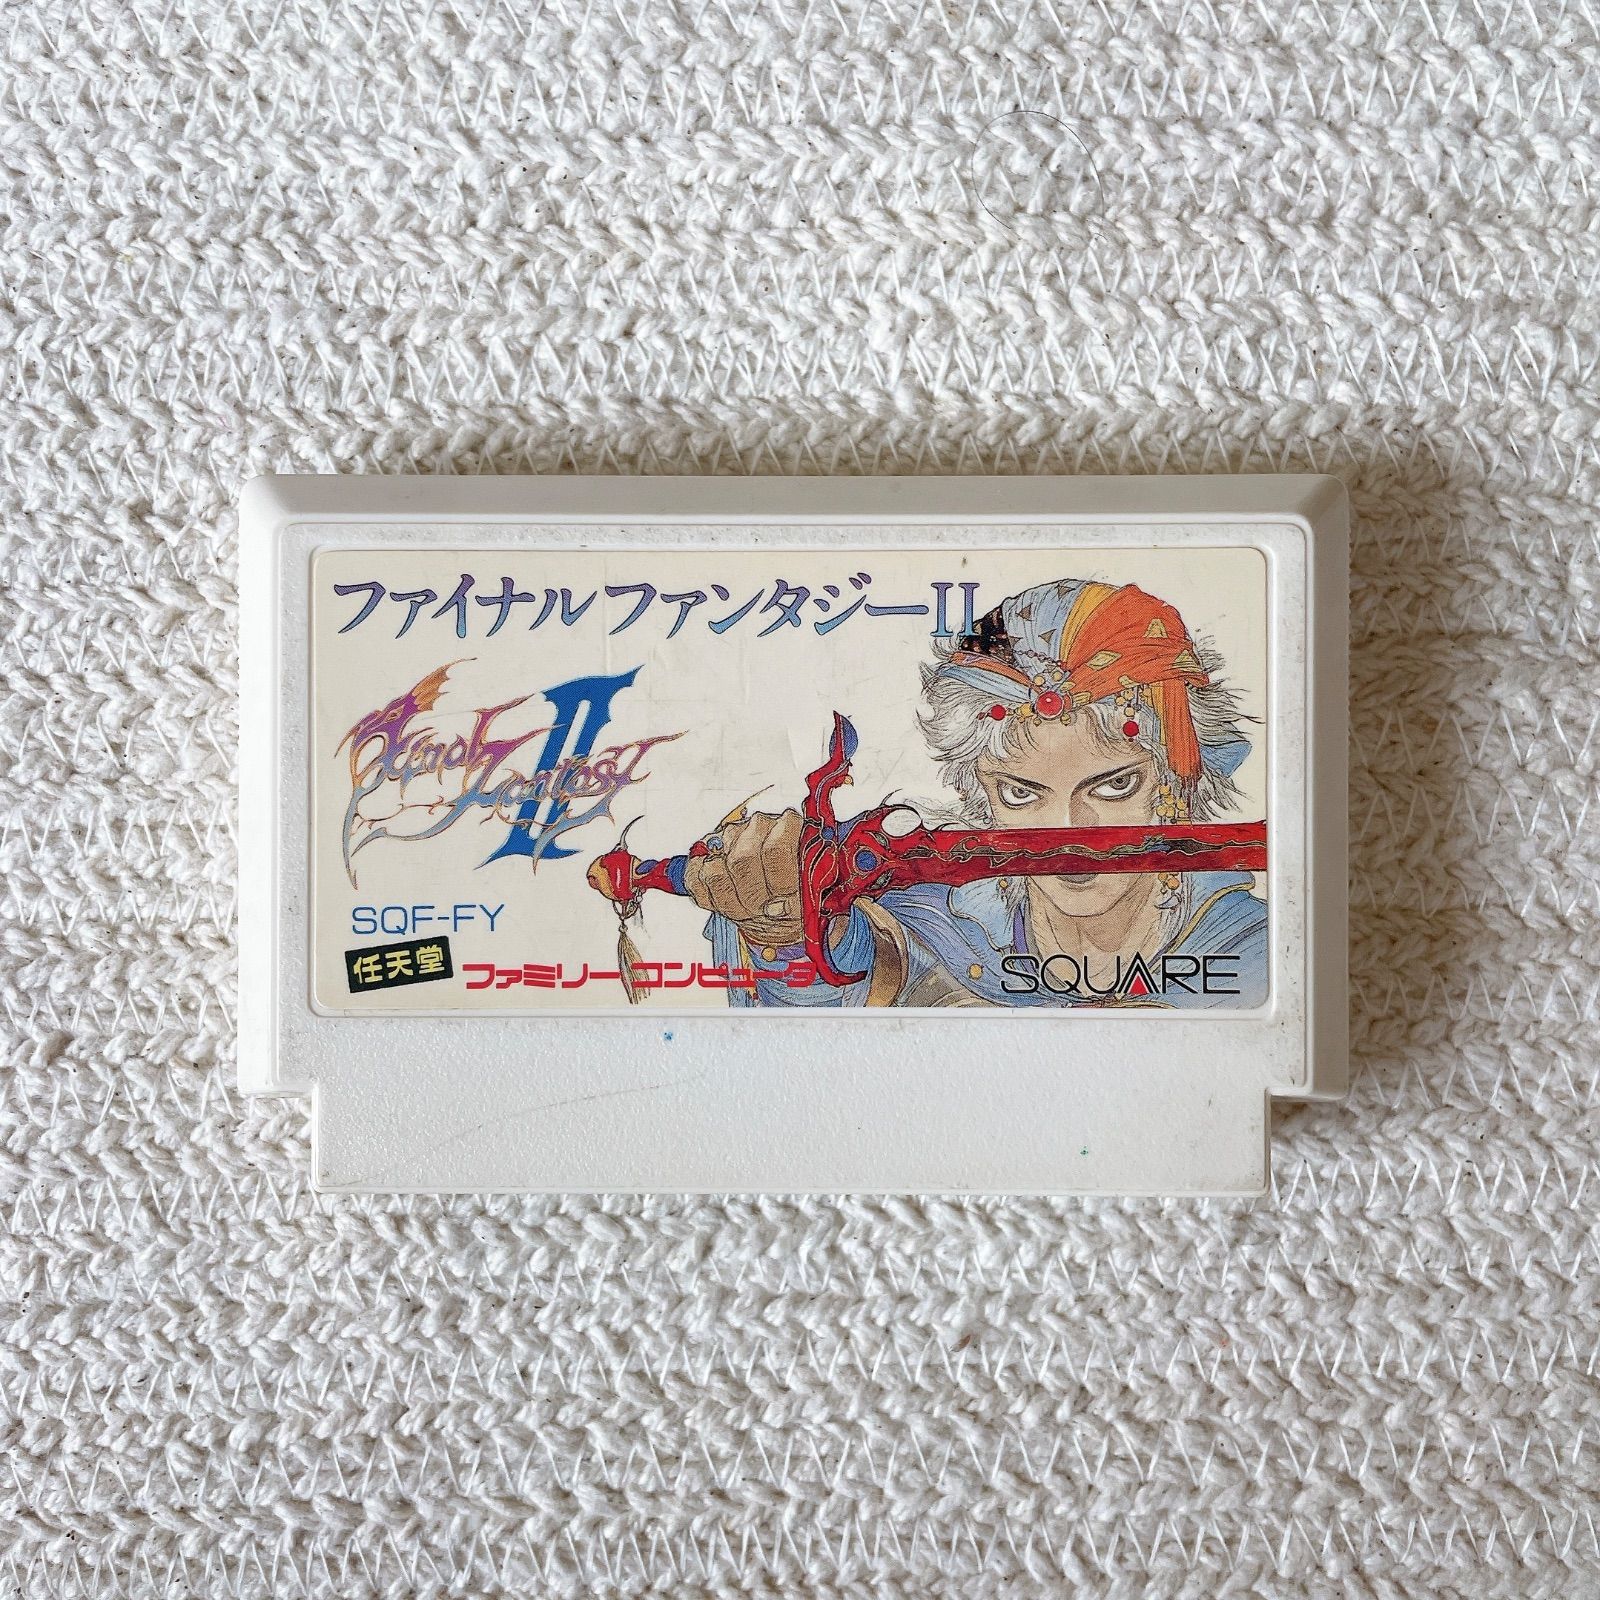 ファイナルファンタジーII
Final Fantasy II
SQF-FY
任天堂 ファミリーコンピュータ
SQUARE